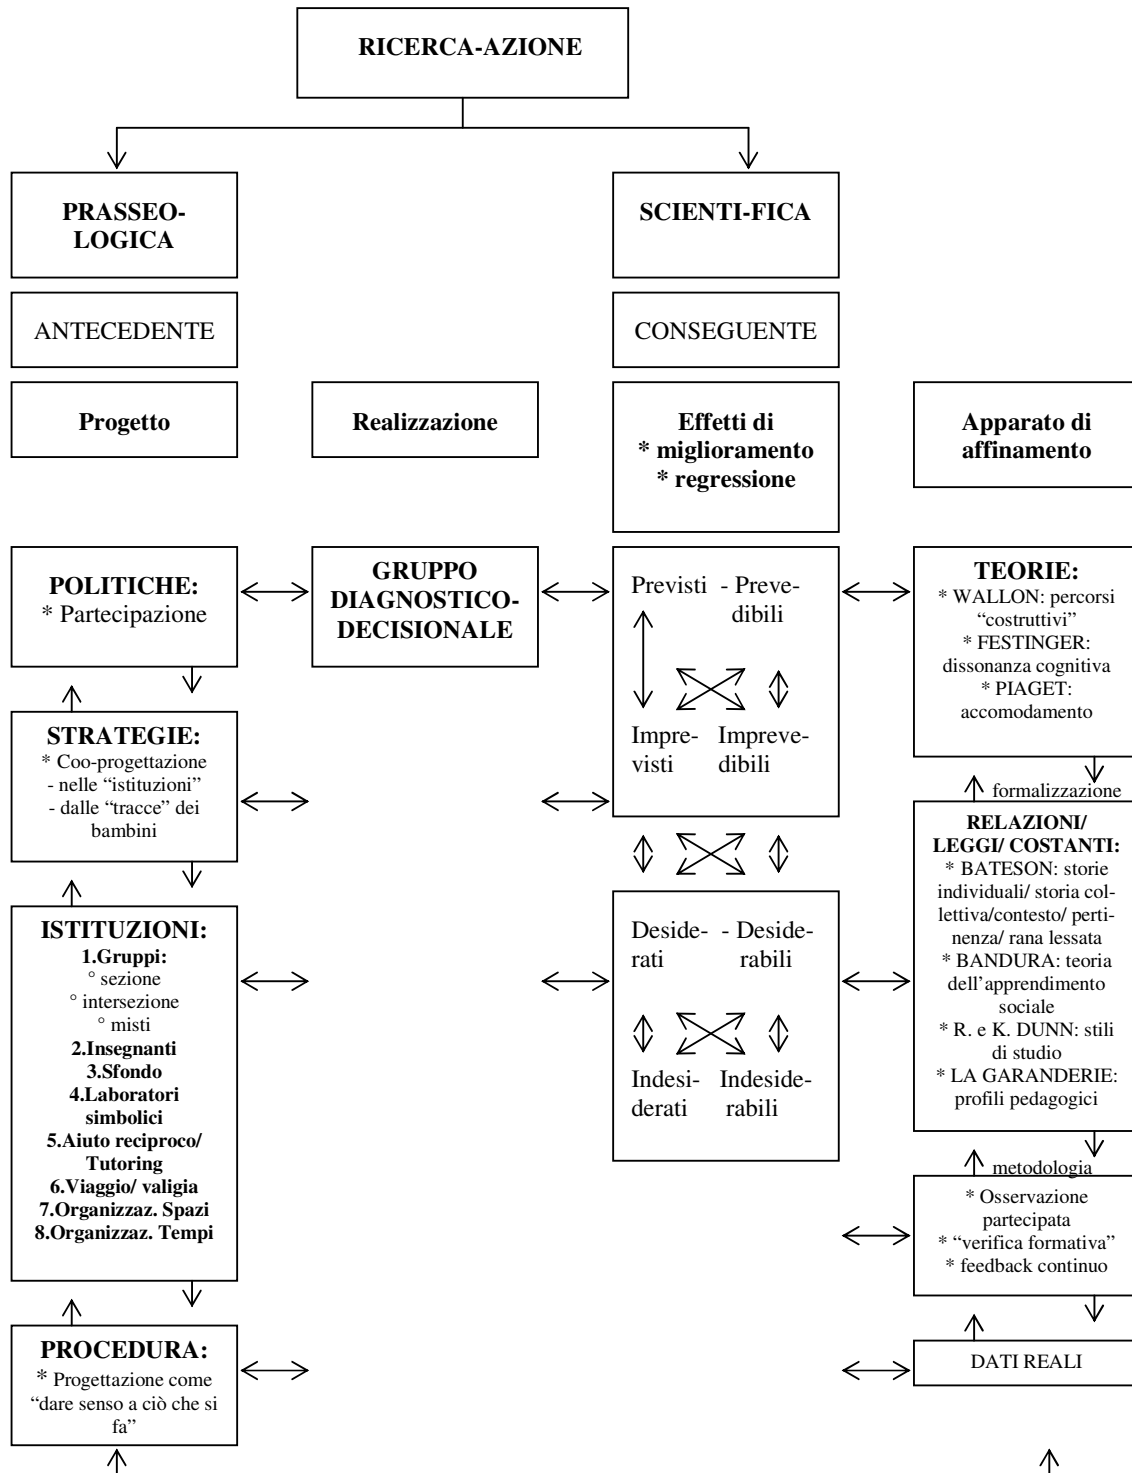 RICERCA-AZIONE
PRASSEO-
LOGICA
SCIENTI-FICA
ANTECEDENTE
CONSEGUENTE
Progetto
Realizzazione
Effetti di
* miglioramento
* regressione
Apparato di
affinamento
POLITICHE:
* Partecipazione
GRUPPO
DIAGNOSTICO-
DECISIONALE
Previsti - Preve-
dibili
Impre- Impreve-
visti dibili
TEORIE:
* WALLON: percorsi
“costruttivi”
* FESTINGER:
dissonanza cognitiva
* PIAGET:
accomodamento
STRATEGIE:
* Coo-progettazione
- nelle “istituzioni”
- dalle “tracce” dei
bambini
formalizzazione
RELAZIONI/
LEGGI/ COSTANTI:
* BATESON: storie
individuali/ storia col-
lettiva/contesto/ perti-
nenza/ rana lessata
* BANDURA: teoria
dell’apprendimento
sociale
* R. e K. DUNN: stili
di studio
* LA GARANDERIE:
profili pedagogici
ISTITUZIONI:
1.Gruppi:
° sezione
° intersezione
° misti
2.Insegnanti
3.Sfondo
4.Laboratori
simbolici
5.Aiuto reciproco/
Tutoring
6.Viaggio/ valigia
7.Organizzaz. Spazi
8.Organizzaz. Tempi
Deside- - Deside-
rati rabili
Indesi- Indeside-
derati rabili
metodologia
* Osservazione
partecipata
* “verifica formativa”
* feedback continuo
PROCEDURA:
* Progettazione come
“dare senso a ciò che si
fa”
DATI REALI